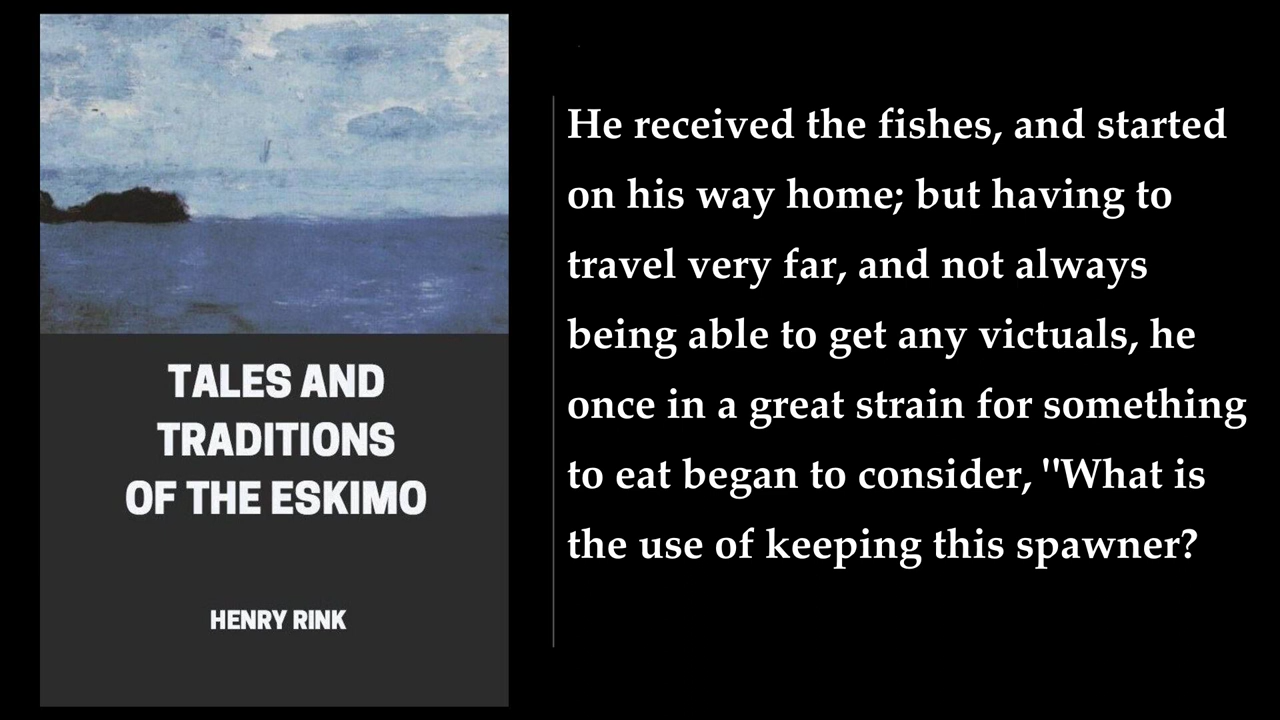 TALES AND
TRADITIONS
OF THE ESKIMO
HENRY RINK
He received the fishes, and started
on his way home; but having to
travel very far, and not always
being able to get any victuals, he
once in a great strain for something
to eat began to consider, "What is
the use of keeping this spawner?